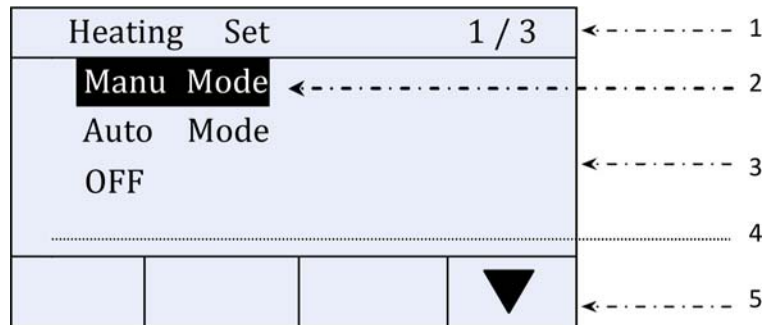 Heating Set 1 / 3 1
Manu Mode 2
Auto Mode
OFF 3
4
5